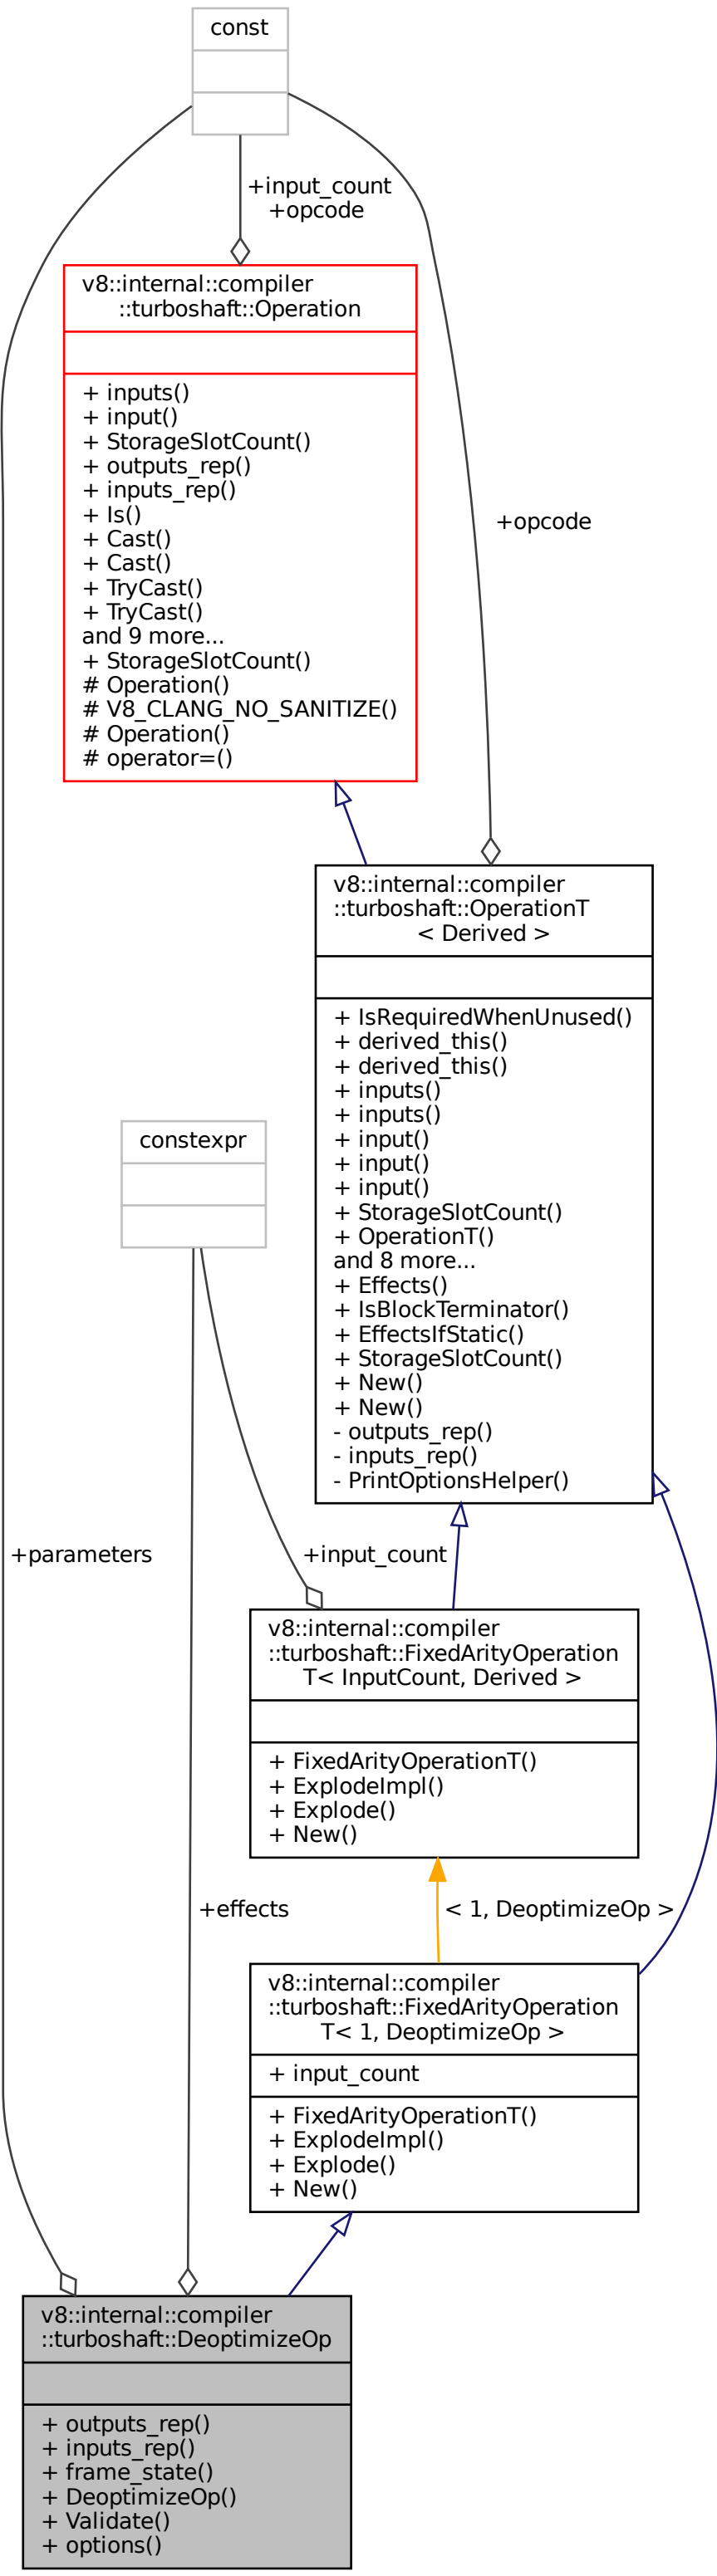 const
+input_count
+opcode
v8::internal::compiler
::turboshaft::Operation
+ inputs()
+ input()
+ StorageSlotCount()
+ outputs_rep()
+ inputs_rep()
+ Is()
+ Cast()
+ Cast()
+ TryCast()
+ TryCast()
and 9 more...
+ StorageSlotCount()
# Operation()
# V8_CLANG_NO_SANITIZE()
# Operation()
# operator=()
+opcode
v8::internal::compiler
::turboshaft::OperationT
< Derived >
+ IsRequiredWhenUnused()
+ derived_this()
+ derived_this()
+ inputs()
+ inputs()
+ input()
+ input()
+ input()
+ StorageSlotCount()
+ OperationT()
and 8 more...
+ Effects()
+ IsBlockTerminator()
+ EffectsIfStatic()
+ StorageSlotCount()
+ New()
+ New()
- outputs_rep()
- inputs_rep()
- PrintOptionsHelper()
constexpr
+parameters
+input_count
v8::internal::compiler
::turboshaft::FixedArityOperation
T< InputCount, Derived >
+ FixedArityOperationT()
+ ExplodeImpl()
+ Explode()
+ New()
+effects
< 1, DeoptimizeOp >
v8::internal::compiler
::turboshaft::FixedArityOperation
T< 1, DeoptimizeOp >
+ input_count
+ FixedArityOperationT()
+ ExplodeImpl()
+ Explode()
+ New()
v8::internal::compiler
::turboshaft::DeoptimizeOp
+ outputs_rep()
+ inputs_rep()
+ frame_state()
+ DeoptimizeOp()
+ Validate()
+ options()